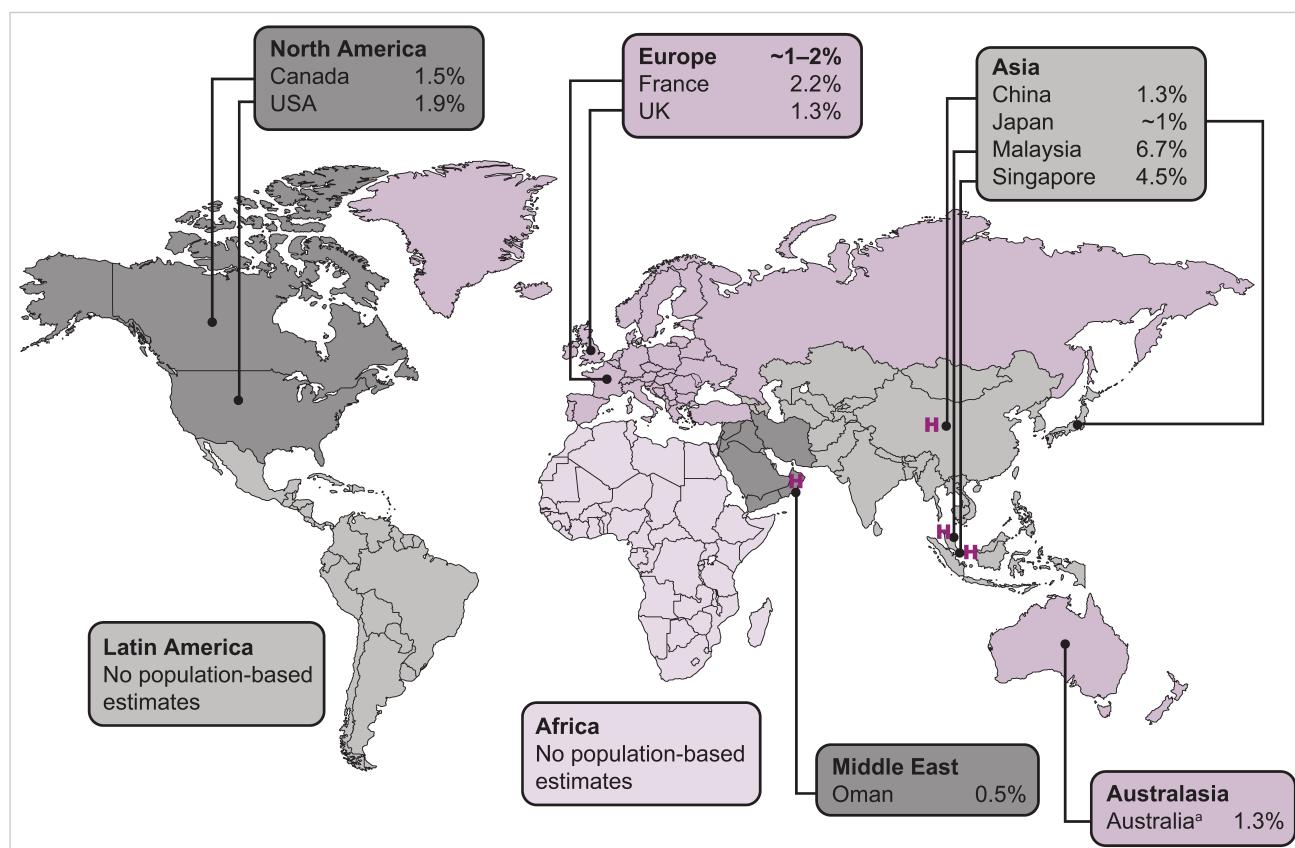 North America
Canada 1.5%
USA 1.9%
Europe ~1–2%
France 2.2%
UK 1.3%
Asia
China 1.3%
Japan ~1%
Malaysia 6.7%
Singapore 4.5%
H
H
H
H
Latin America
No population-based
estimates
Africa
No population-based
estimates
Middle East
Oman 0.5%
Australasia
Australiaᵃ 1.3%